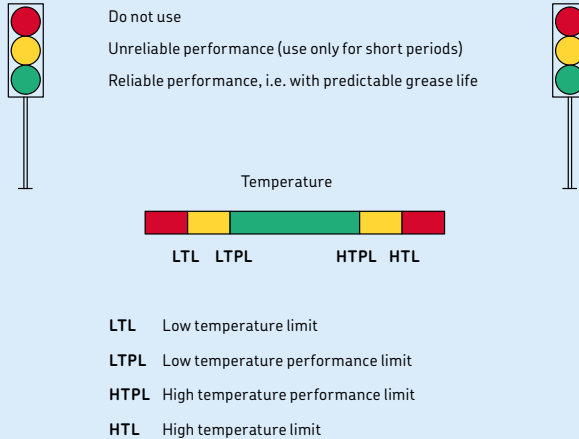 Do not use
Unreliable performance (use only for short periods)
Reliable performance, i.e. with predictable grease life
Temperature
LTL LTPL HTPL HTL
LTL Low temperature limit
LTPL Low temperature performance limit
HTPL High temperature performance limit
HTL High temperature limit